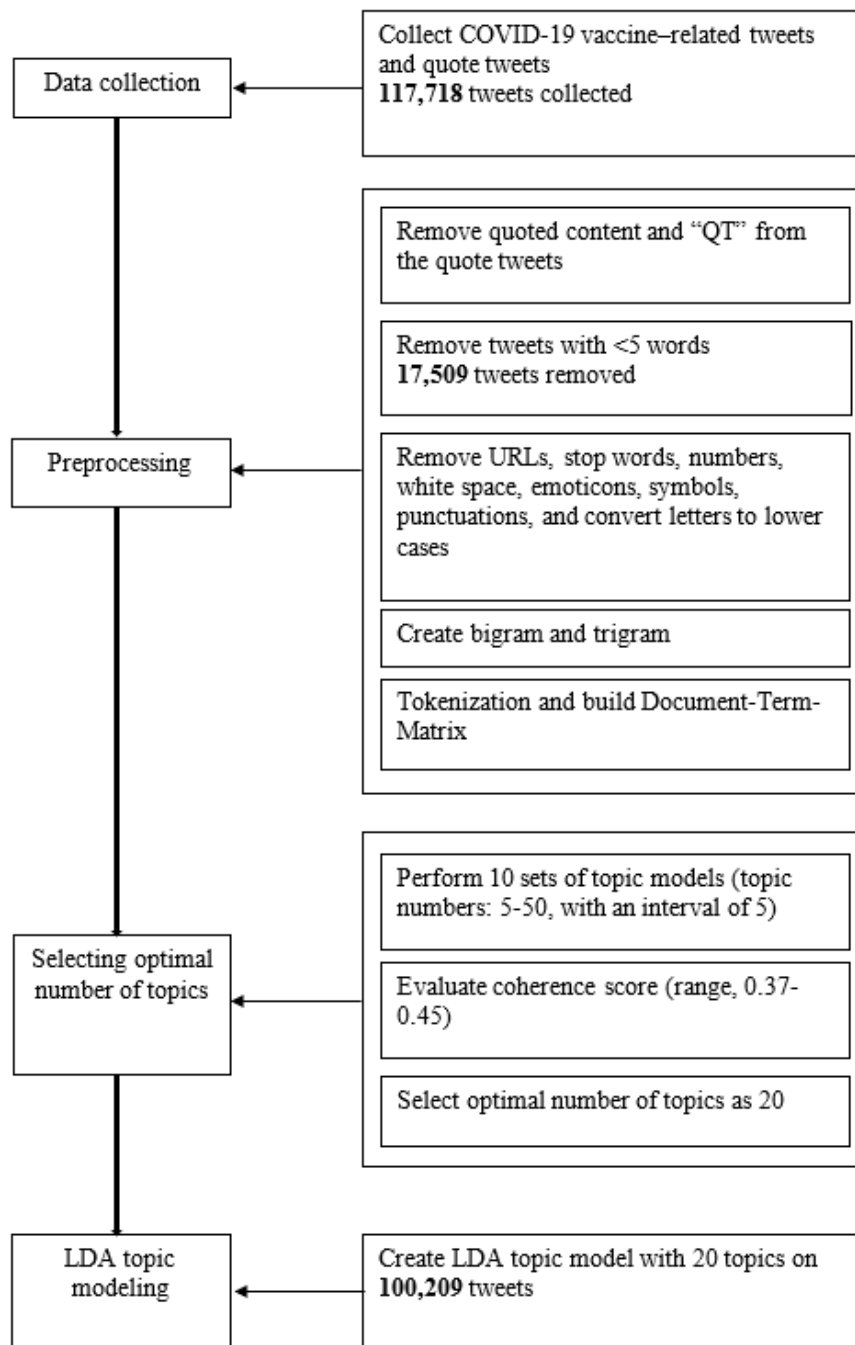 Collect COVID-19 vaccine–related tweets
and quote tweets
117,718 tweets collected
Data collection
Remove quoted content and “QT” from
the quote tweets
Remove tweets with <5 words
17,509 tweets removed
Preprocessing
Remove URLs, stop words, numbers,
white space, emoticons, symbols,
punctuations, and convert letters to lower
cases
Create bigram and trigram
Tokenization and build Document-Term-
Matrix
Perform 10 sets of topic models (topic
numbers: 5-50, with an interval of 5)
Selecting optimal
number of topics
Evaluate coherence score (range, 0.37-
0.45)
Select optimal number of topics as 20
LDA topic
modeling
Create LDA topic model with 20 topics on
100,209 tweets